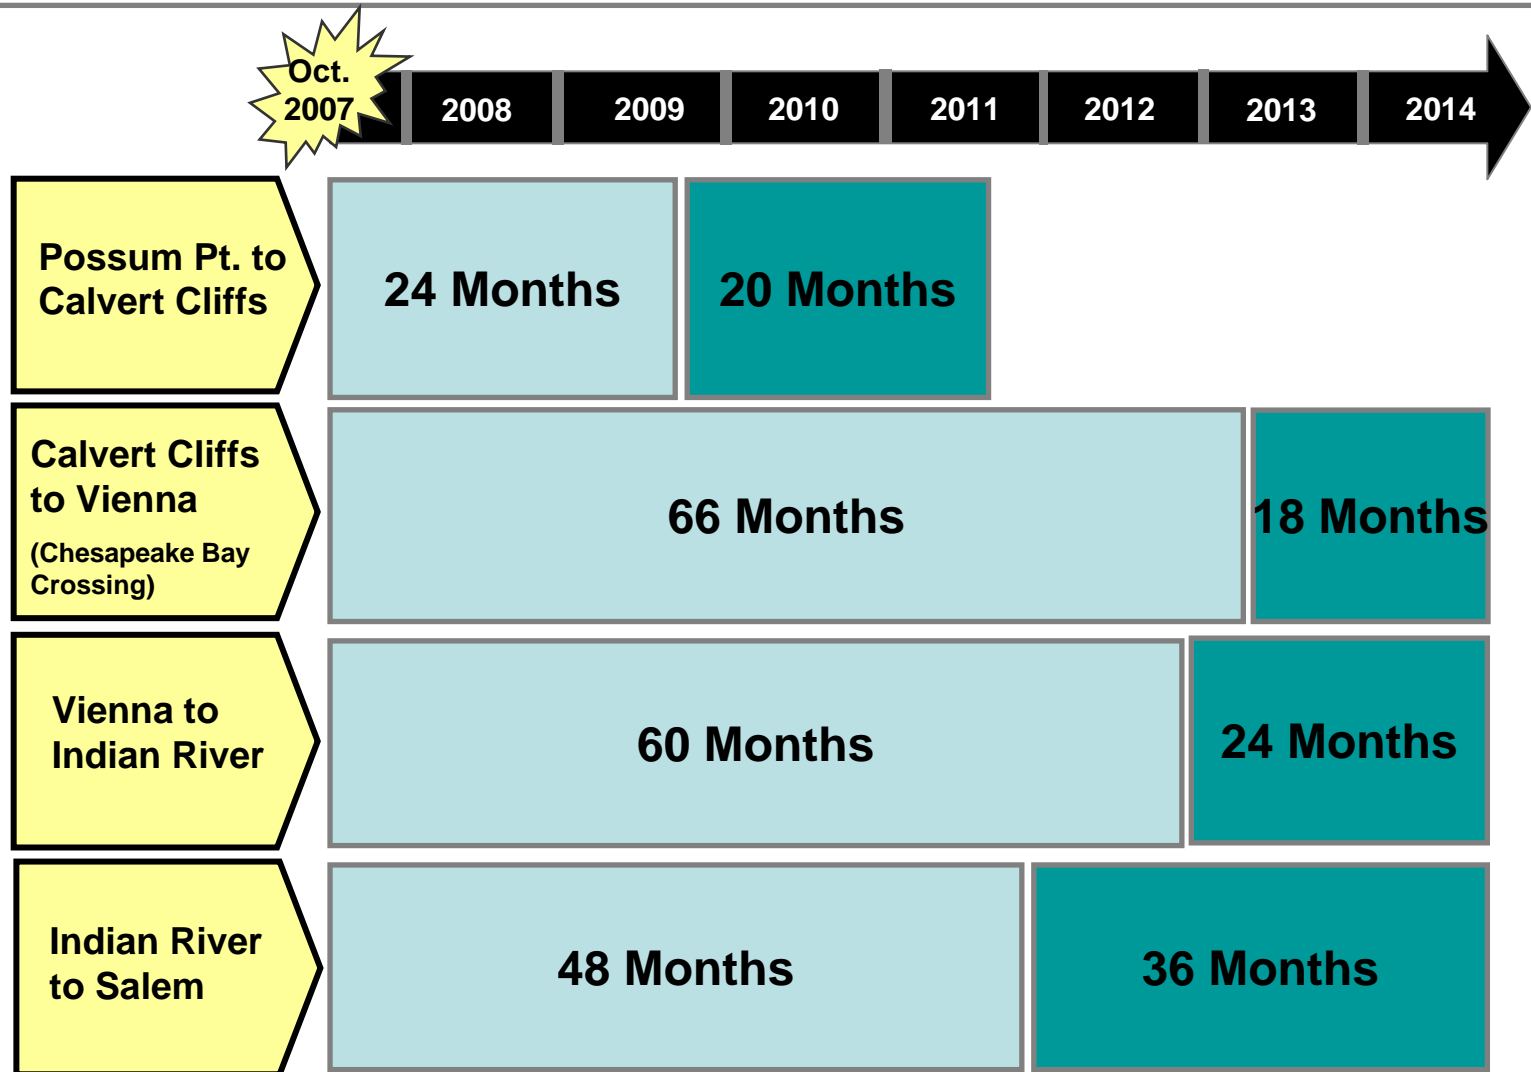 Oct.
2007
2008
2009
2010
2011
2012
2013
2014
Possum Pt. to
Calvert Cliffs
24 Months
20 Months
Calvert Cliffs
to Vienna
(Chesapeake Bay
Crossing)
66 Months
18 Months
Vienna to
Indian River
60 Months
24 Months
Indian River
to Salem
48 Months
36 Months